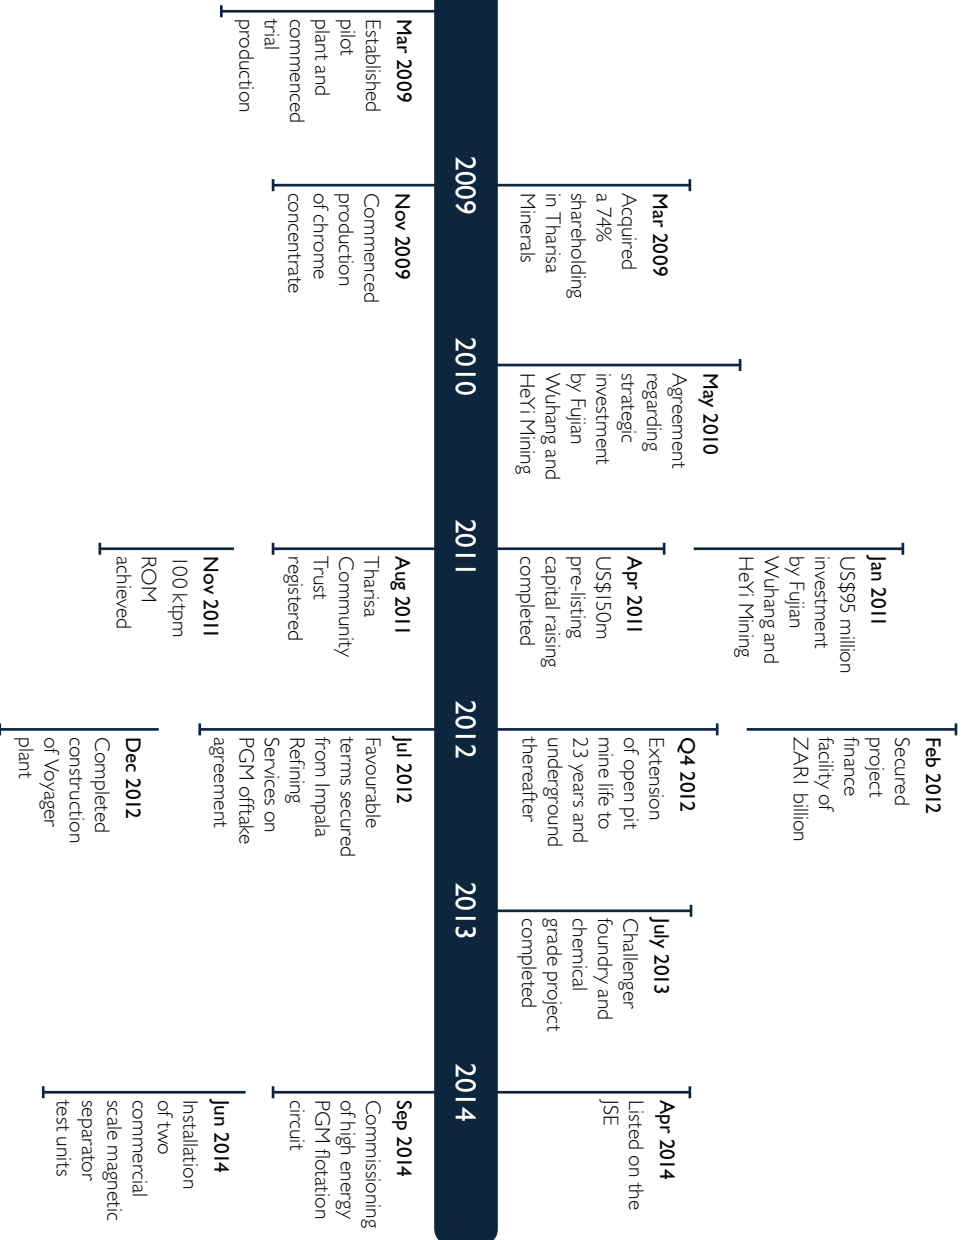 Jan 2011
US$95 million
investment
by Fujian
Wuhang and
HeYi Mining
Feb 2012
Secured
project
finance
facility of
ZAR1 billion
Mar 2009
Acquired
a 74%
shareholding
in Tharisa
Minerals
May 2010
Agreement
regarding
strategic
investment
by Fujian
Wuhang and
HeYi Mining
Apr 2011
US$150m
pre-listing
capital raising
completed
Q4 2012
Extension
of open pit
mine life to
23 years and
underground
thereafter
July 2013
Challenger
foundry and
chemical
grade project
completed
Apr 2014
Listed on the
JSE
2009
2010
2011
2012
2013
2014
Mar 2009
Established
pilot
plant and
commenced
trial
production
Nov 2009
Commenced
production
of chrome
concentrate
Aug 2011
Tharisa
Community
Trust
registered
Jul 2012
Favourable
terms secured
from Impala
Refining
Services on
PGM offtake
agreement
Sep 2014
Commissioning
of high energy
PGM flotation
circuit
Nov 2011
100 ktpm
ROM
achieved
Dec 2012
Completed
construction
of Voyager
plant
Jun 2014
Installation
of two
commercial
scale magnetic
separator
test units